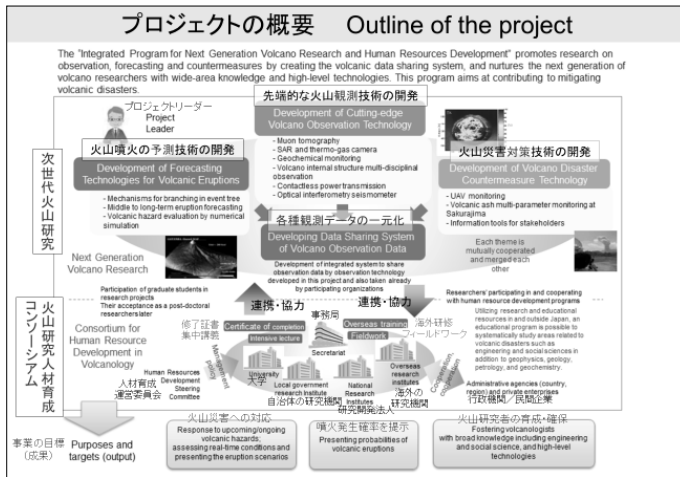 プロジェクトの概要 Outline of the project
The "Integrated Program for Next Generation Volcano Research and Human Resources Development" promotes research on
observation, forecasting and countermeasures by creating the volcanic data sharing system, and nurtures the next generation of
volcano researchers with wide-area knowledge and high-level technologies. This program aims at contributing to mitigating
volcanic disasters.
プロジェクトリーダー
Project
Leader
先端的な火山観測技術の開発
Development of Cutting-edge
Volcano Observation Technology
- Muon tomography
- SAR and thermo-gas camera
- Geochemical monitoring
- Volcano internal structure multi-disciplinal
observation
- Contactless power transmission
- Optical interferometry seismometer
次世代火山研究
火山噴火の予測技術の開発
Development of Forecasting
Technologies for Volcanic Eruptions
- Mechanisms for branching in event tree
- Middle to long-term eruption forecasting
- Volcanic hazard evaluation by numerical
simulation
火山災害対策技術の開発
Development of Volcano Disaster
Countermeasure Technology
- UAV monitoring
- Volcanic ash multi-parameter monitoring at
Sakurajima
- Information tools for stakeholders
各種観測データの一元化
Developing Data Sharing System
of Volcano Observation Data
Development of integrated system to share
observation data by observation technology
developed in this project and also taken already
by participating organizations
Next Generation
Volcano Research
Each theme is
mutually cooperated
and merged each
other
Participation of graduate students in
research projects
Their acceptance as a post-doctoral
researchers later
連携・協力
連携・協力
Researchers' participating in and cooperating
with human resource development programs
火山研究人材育成
コンソーシアム
Consortium for
Human Resource
Development in
Volcanology
修了証書
集中講義
Certificate of completion
Intensive lecture
事務局
Secretariat
Overseas training
Fieldwork
海外研修
フィールドワーク
Utilizing research and educational
resources in and outside Japan, an
educational program is possible to
systematically study areas related to
volcanic disasters such as
engineering and social sciences in
addition to geophysics, geology,
petrology, and geochemistry.
Management
policy
University
大学
Local government
research Institute
自治体の研究機関
National
Research
Institutes
研究開発法人
Overseas
research
institutes
海外の
研究機関
Human Resources
Development
Steering
Committee
人材育成
運営委員会
Administrative agencies (country,
region) and private enterprises
行政機関/民間企業
事業の目標
(成果)
Purposes and
targets (output)
火山災害への対応
Response to upcoming/ongoing
volcanic hazards;
assessing real-time conditions and
presenting the eruption scenarios
噴火発生確率を提示
Presenting probabilities of
volcanic eruptions
火山研究者の育成・確保
Fostering volcanologists
with broad knowledge including engineering
and social science, and high-level
technologies